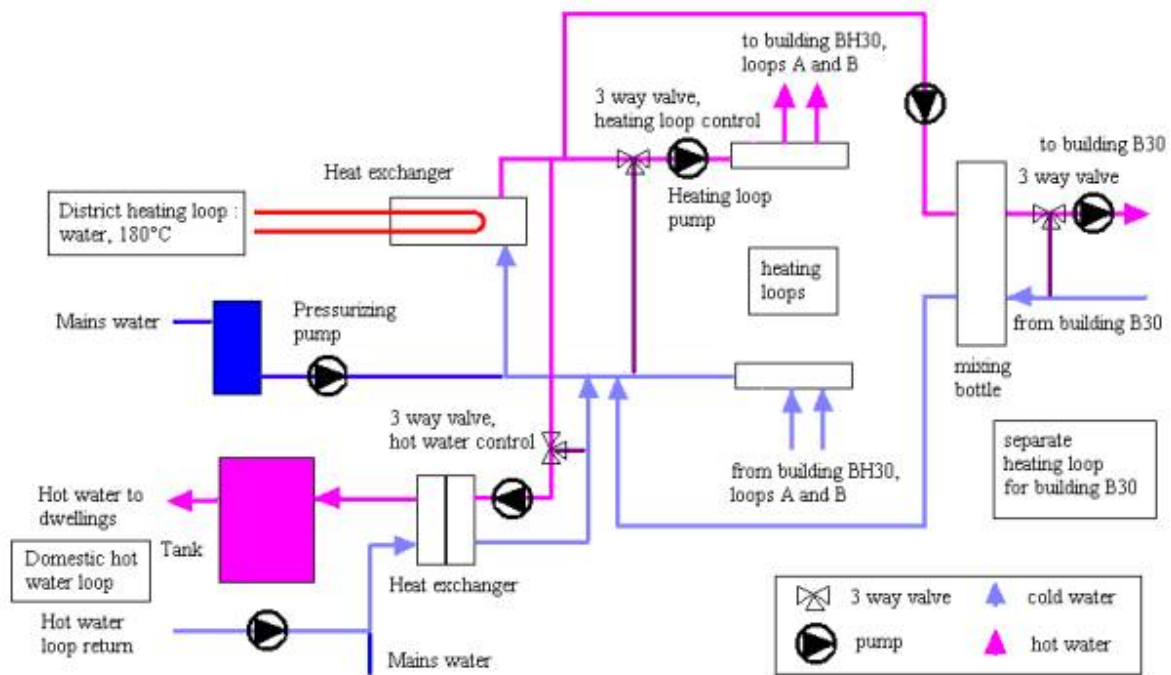 to building BH30,
loops A and B
3 way valve,
heating loop control
to building B30
3 way valve
Heat exchanger
District heating loop :
water, 180°C
Heating loop
pump
heating
loops
Mains water
Pressurizing
pump
from building B30
mixing
bottle
3 way valve,
hot water control
from building BH30,
loops A and B
separate
heating loop
for building B30
Hot water to
dwellings
Tank
Domestic hot
water loop
Heat exchanger
Hot water
loop return
Mains water
3 way valve
cold water
pump
hot water